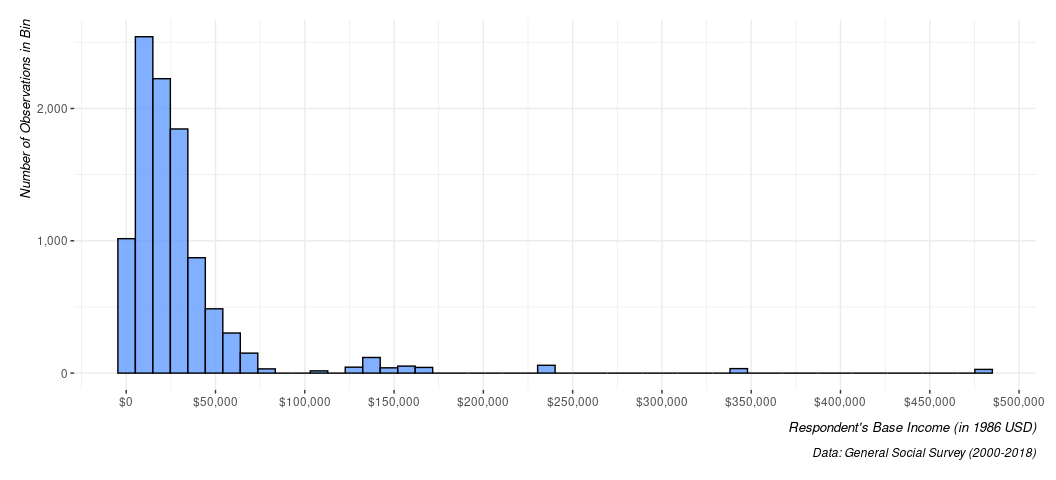 Number of Observations in Bin
2,000
1,000
0
$0 $50,000 $100,000 $150,000 $200,000 $250,000 $300,000 $350,000 $400,000 $450,000 $500,000
Respondent's Base Income (in 1986 USD)
Data: General Social Survey (2000-2018)